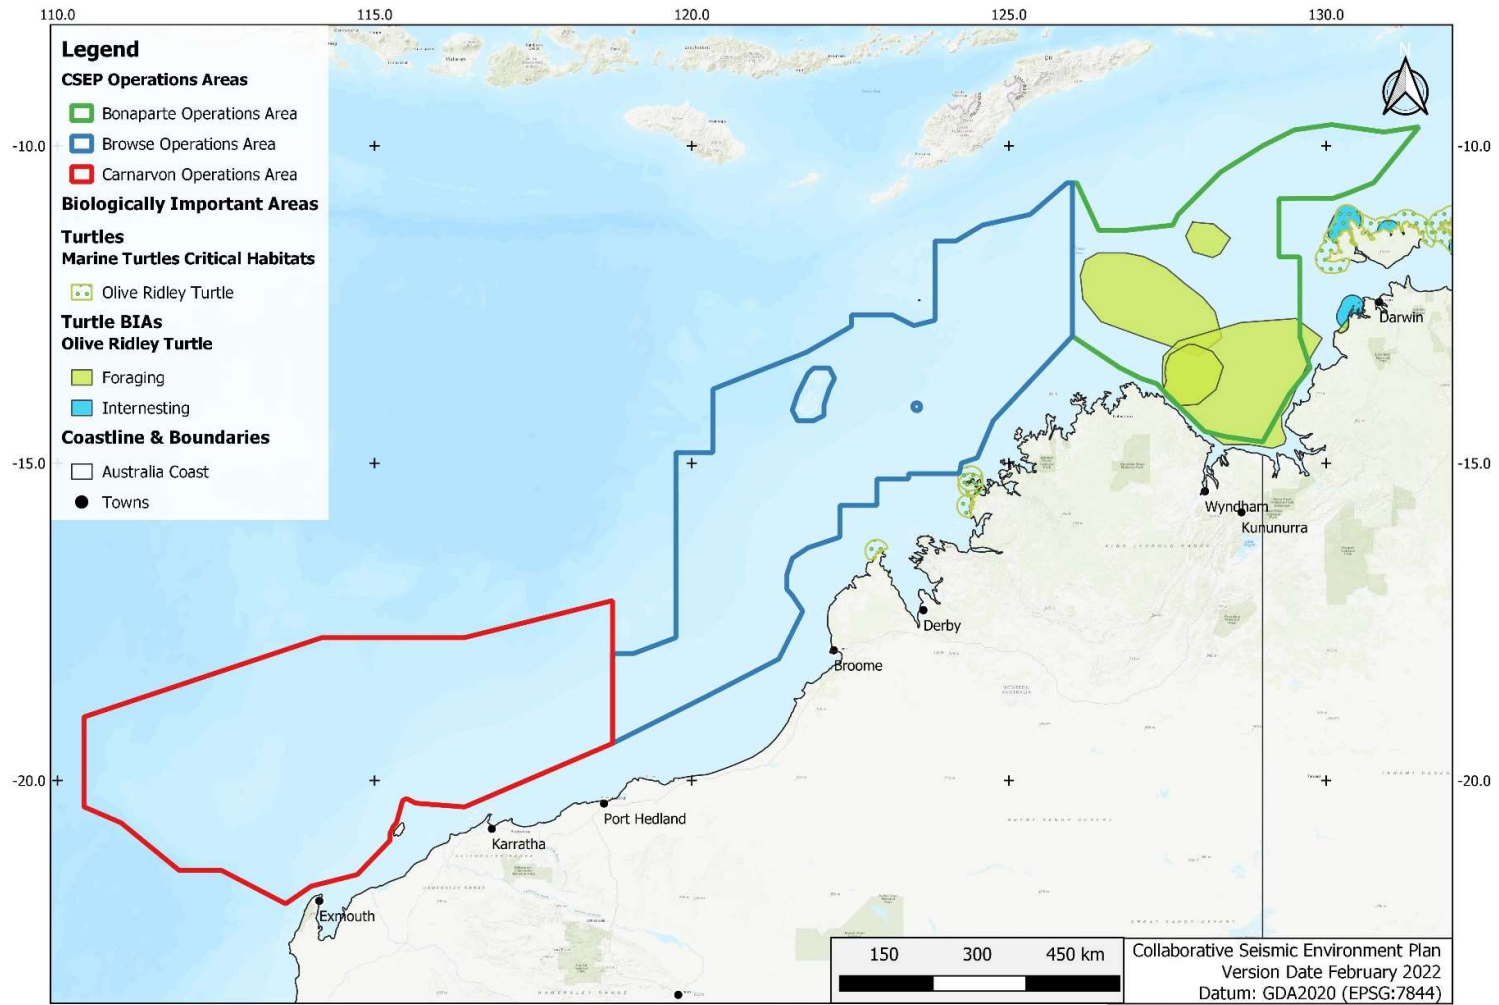 110.0 115.0 120.0 125.0 130.0
Legend
CSEP Operations Areas
Bonaparte Operations Area
Browse Operations Area
Carnarvon Operations Area
Biologically Important Areas
Turtles
Marine Turtles Critical Habitats
Olive Ridley Turtle
Turtle BIAs
Olive Ridley Turtle
Foraging
Internesting
Coastline & Boundaries
Australia Coast
Towns
N
-10.0 -10.0
Darwin
-15.0 -15.0
Wyndham
Kununurra
Derby
Broome
-20.0 -20.0
Port Hedland
Karratha
Exmouth
150 300 450 km
Collaborative Seismic Environment Plan
Version Date February 2022
Datum: GDA2020 (EPSG:7844)